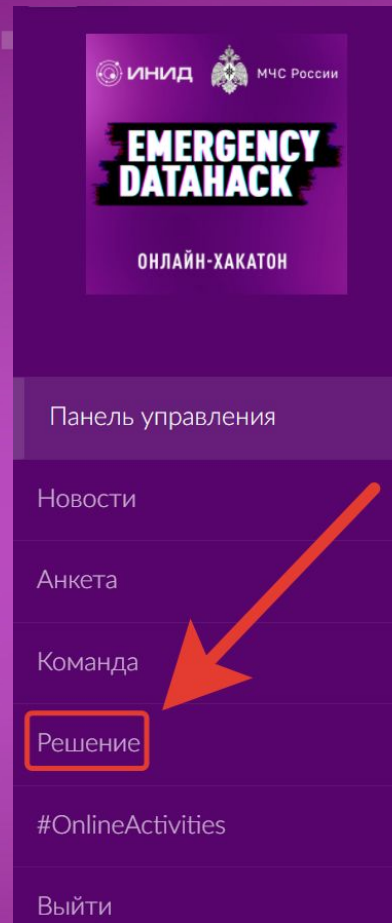 ИНИД
МЧС России
EMERGENCY
DATAHACK
ОНЛАЙН-ХАКАТОН
Панель управления
Новости
Анкета
Команда
Решение
#OnlineActivities
Выйти